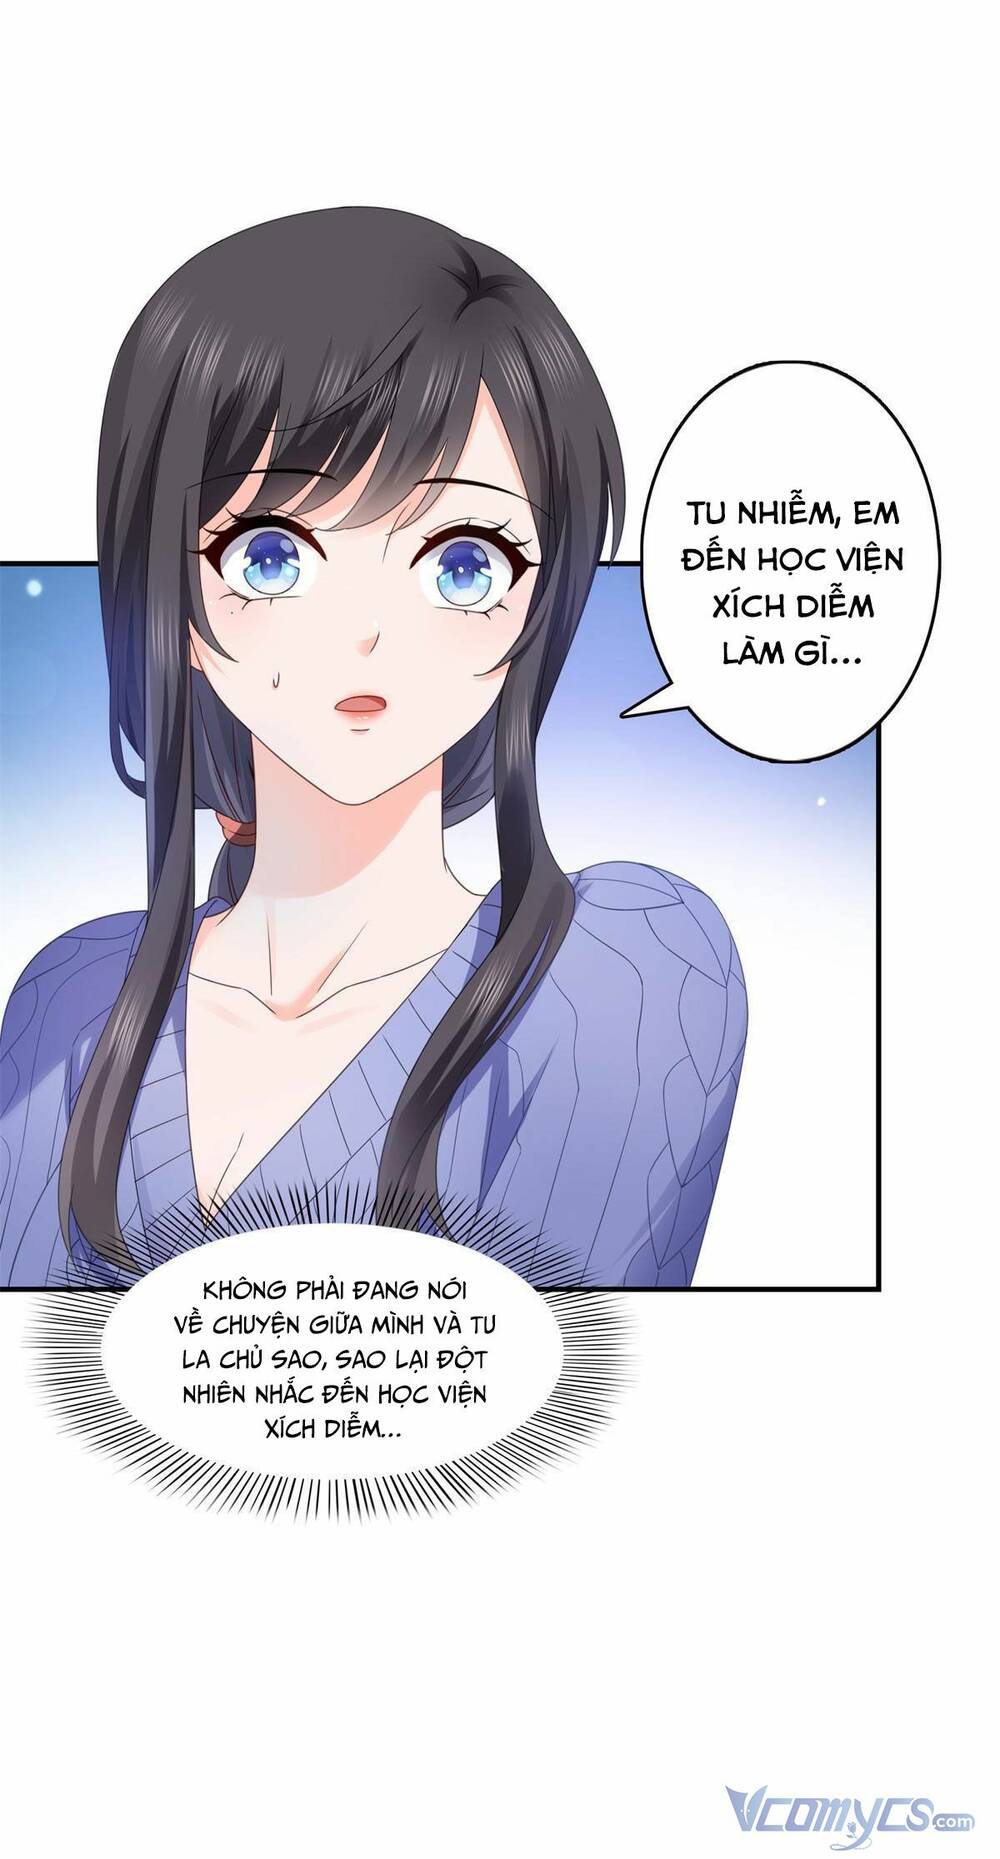 TU NHIỄM, EM
ĐẾN HỌC VIỆN
XÍCH DIỄM
LÀM GÌ...
KHÔNG PHẢI ĐANG NÓI
VỀ CHUYỆN GIỮA MÌNH VÀ TU
LA CHỦ SAO, SAO LẠI ĐỘT
NHIÊN NHẮC ĐẾN HỌC VIỆN
XÍCH DIỄM...
VCOMYCS.com